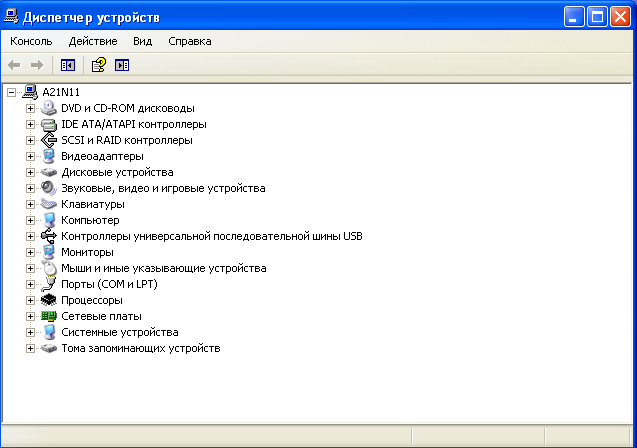 Диспетчер устройств
Консоль Действие Вид Справка
A21N11
DVD и CD-ROM дисководы
IDE ATA/ATAPI контроллеры
SCSI и RAID контроллеры
Видеоадаптеры
Дисковые устройства
Звуковые, видео и игровые устройства
Клавиатуры
Компьютер
Контроллеры универсальной последовательной шины USB
Мониторы
Мыши и иные указывающие устройства
Порты (COM и LPT)
Процессоры
Сетевые платы
Системные устройства
Тома запоминающих устройств